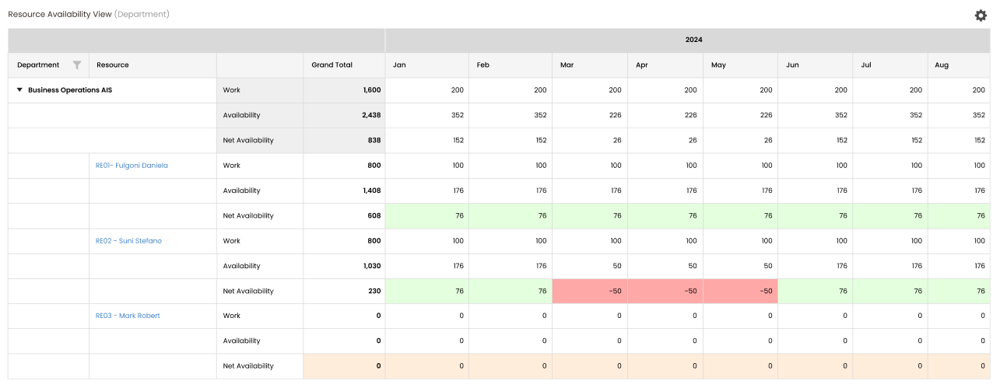 Resource Availability View (Department)
2024
Department Resource Grand Total Jan Feb Mar Apr May Jun Jul Aug
Business Operations AIS Work 1,600 200 200 200 200 200 200 200 200
Availability 2,438 352 352 226 226 226 352 352 352
Net Availability 838 152 152 26 26 26 152 152 152
RE01- Fulgoni Daniela Work 800 100 100 100 100 100 100 100 100
Availability 1,408 176 176 176 176 176 176 176 176
Net Availability 608 76 76 76 76 76 76 76 76
RE02 - Suni Stefano Work 800 100 100 100 100 100 100 100 100
Availability 1,030 176 176 50 50 50 176 176 176
Net Availability 230 76 76 -50 -50 -50 76 76 76
RE03 - Mark Robert Work 0 0 0 0 0 0 0 0 0
Availability 0 0 0 0 0 0 0 0 0
Net Availability 0 0 0 0 0 0 0 0 0